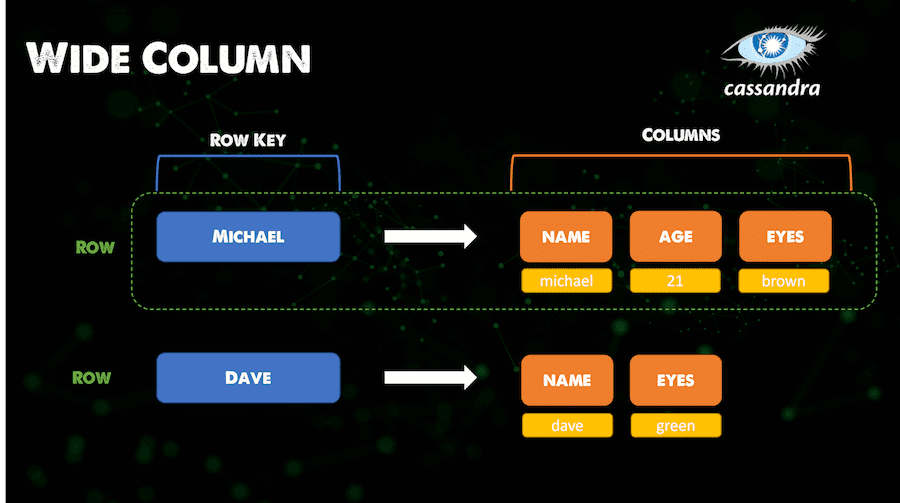 WIDE COLUMN
cassandra
ROW KEY
COLUMNS
ROW
MICHAEL
NAME
AGE
EYES
michael
21
brown
ROW
DAVE
NAME
EYES
dave
green